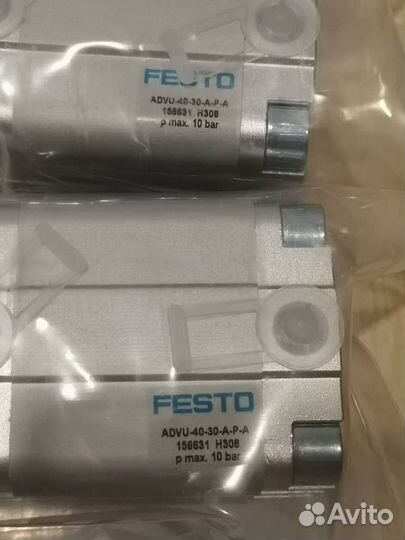 FESTO
ADVU-40-30-A-P-A
156631 H308
p max. 10 bar
FESTO
ADVU-40-30-A-P-A
156631 H308
p max. 10 bar
Avito